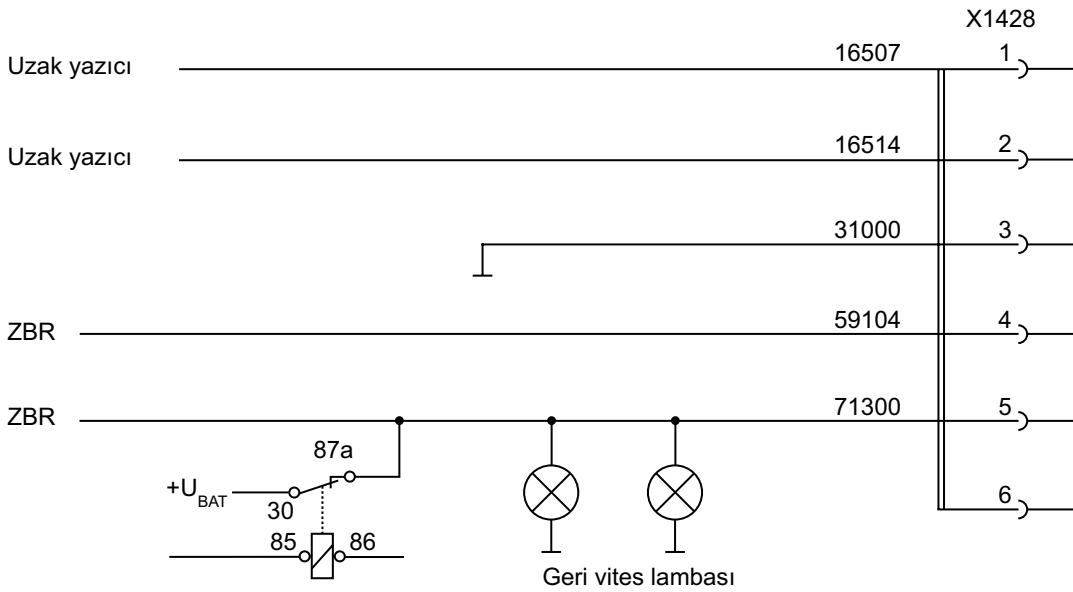 X1428
Uzak yazıcı 16507 1
Uzak yazıcı 16514 2
31000 3
ZBR 59104 4
ZBR 71300 5
87a
+UBAT
30
6
85 86
Geri vites lambası